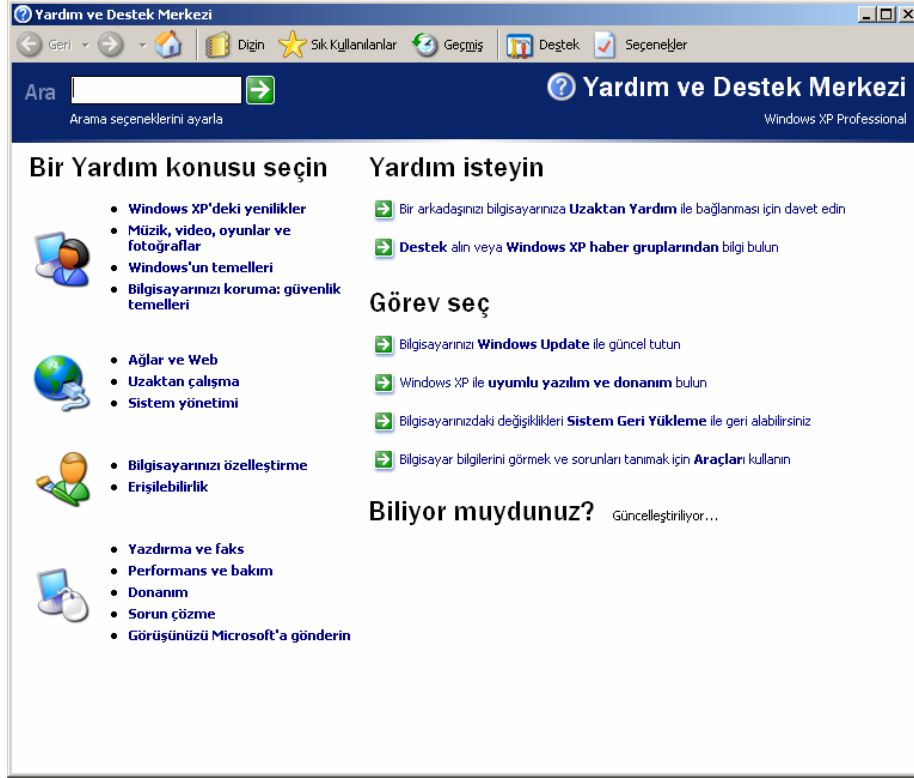 Yardım ve Destek Merkezi
Geri
Dizin
Sık Kullanılanlar
Geçmiş
Destek
Seçenekler
Ara
Yardım ve Destek Merkezi
Arama seçeneklerini ayarla
Windows XP Professional
Bir Yardım konusu seçin
Windows XP'deki yenilikler
Müzik, video, oyunlar ve
fotoğraflar
Windows'un temelleri
Bilgisayarınızı koruma: güvenlik
temelleri
Ağlar ve Web
Uzaktan çalışma
Sistem yönetimi
Bilgisayarınızı özelleştirme
Erişilebilirlik
Yazdırma ve faks
Performans ve bakım
Donanım
Sorun çözme
Görüşünüzü Microsoft'a gönderin
Yardım isteyin
Bir arkadaşınızı bilgisayarınıza Uzaktan Yardım ile bağlanması için davet edin
Destek alın veya Windows XP haber gruplarından bilgi bulun
Görev seç
Bilgisayarınızı Windows Update ile güncel tutun
Windows XP ile uyumlu yazılım ve donanım bulun
Bilgisayarınızdaki değişiklikleri Sistem Geri Yükleme ile geri alabilirsiniz
Bilgisayar bilgilerini görmek ve sorunları tanımak için Araçları kullanın
Biliyor muydunuz? Güncelleştiriliyor...